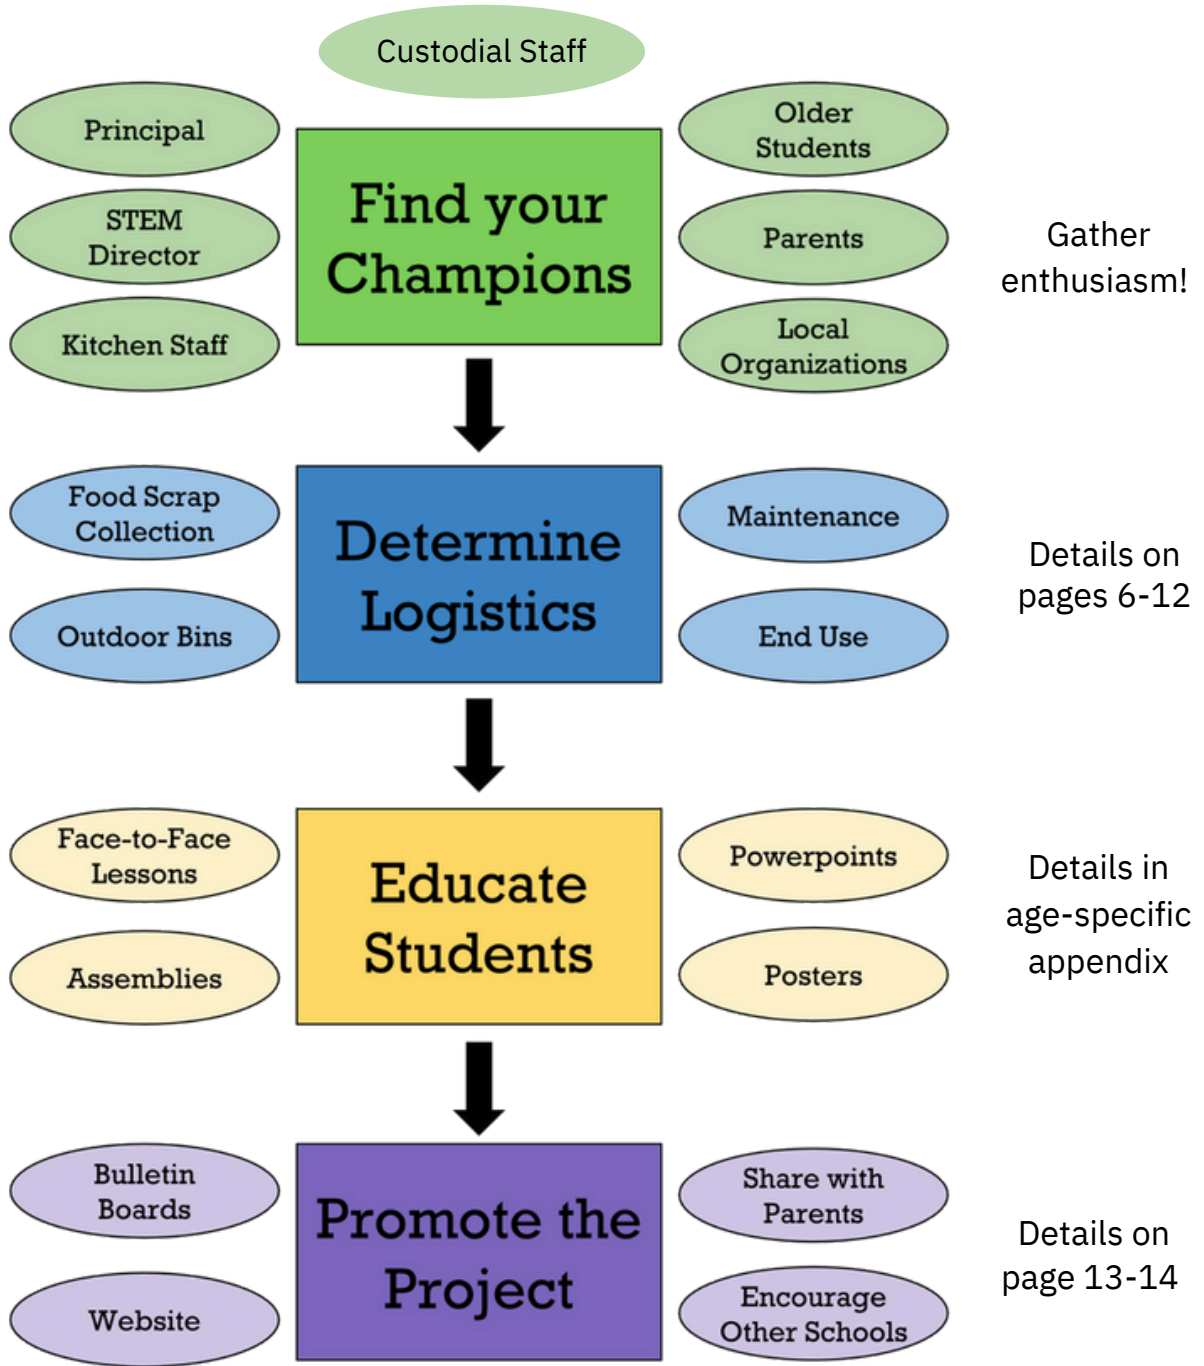 Custodial Staff
Principal
STEM
Director
Kitchen Staff
Find your
Champions
Older
Students
Parents
Local
Organizations
Gather
enthusiasm!
Food Scrap
Collection
Outdoor Bins
Determine
Logistics
Maintenance
End Use
Details on
pages 6-12
Face-to-Face
Lessons
Assemblies
Educate
Students
Powerpoints
Posters
Details in
age-specific
appendix
Bulletin
Boards
Website
Promote the
Project
Share with
Parents
Encourage
Other Schools
Details on
page 13-14